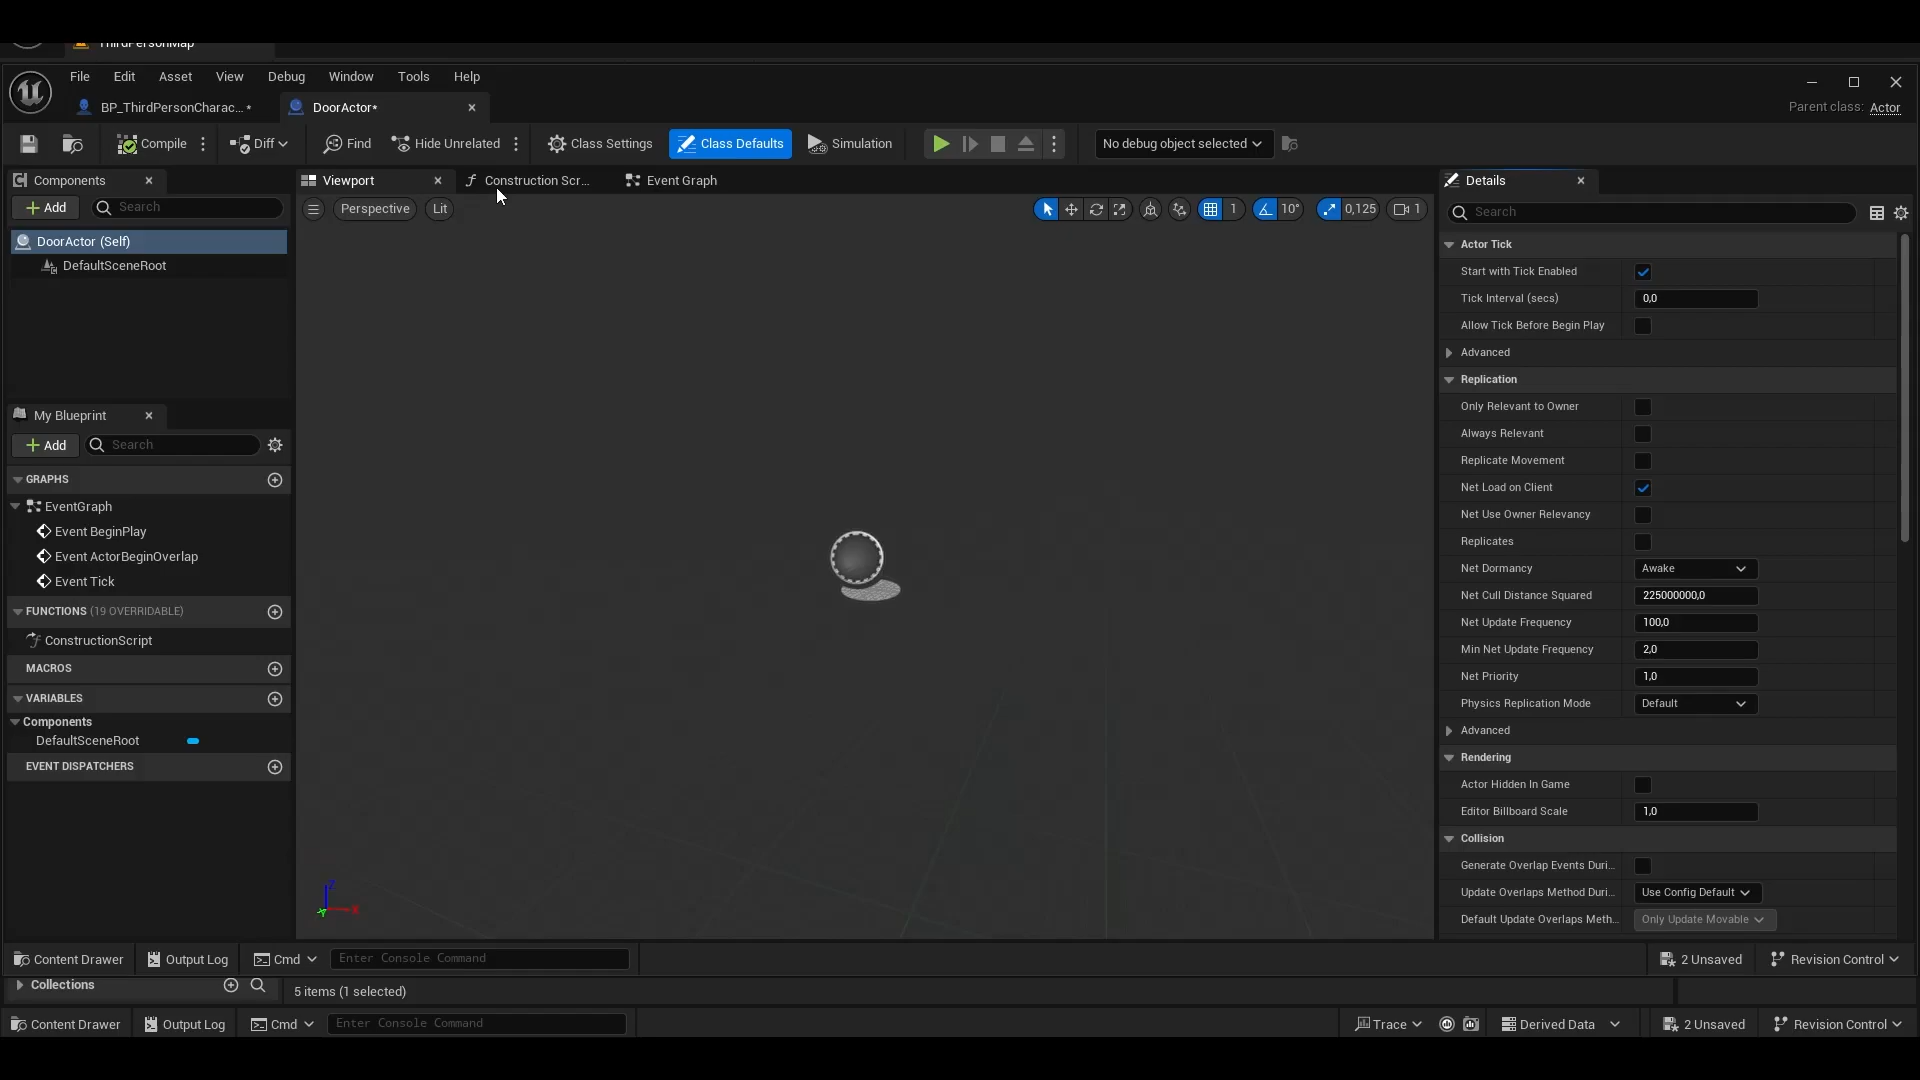 ThirdPersonMap
File Edit Asset View Debug Window Tools Help
BP_ThirdPersonCharac... *
DoorActor*
Parent class: Actor
Compile
Diff
Find
Hide Unrelated
Class Settings
Class Defaults
Simulation
No debug object selected
Components
Viewport
Construction Scr...
Event Graph
Details
Add
Search
Perspective
Lit
1
10°
0,125
1
Search
DoorActor (Self)
DefaultSceneRoot
My Blueprint
Add
Search
GRAPHS
EventGraph
Event BeginPlay
Event ActorBeginOverlap
Event Tick
FUNCTIONS (19 OVERRIDABLE)
ConstructionScript
MACROS
VARIABLES
Components
DefaultSceneRoot
EVENT DISPATCHERS
Z
X
Y
Actor Tick
Start with Tick Enabled
Tick Interval (secs) 0,0
Allow Tick Before Begin Play
Advanced
Replication
Only Relevant to Owner
Always Relevant
Replicate Movement
Net Load on Client
Net Use Owner Relevancy
Replicates
Net Dormancy Awake
Net Cull Distance Squared 225000000,0
Net Update Frequency 100,0
Min Net Update Frequency 2,0
Net Priority 1,0
Physics Replication Mode Default
Advanced
Rendering
Actor Hidden In Game
Editor Billboard Scale 1,0
Collision
Generate Overlap Events Duri...
Update Overlaps Method Duri... Use Config Default
Default Update Overlaps Meth... Only Update Movable
Content Drawer Output Log Cmd Enter Console Command 2 Unsaved Revision Control
Collections
5 items (1 selected)
Content Drawer Output Log Cmd Enter Console Command Trace Derived Data 2 Unsaved Revision Control